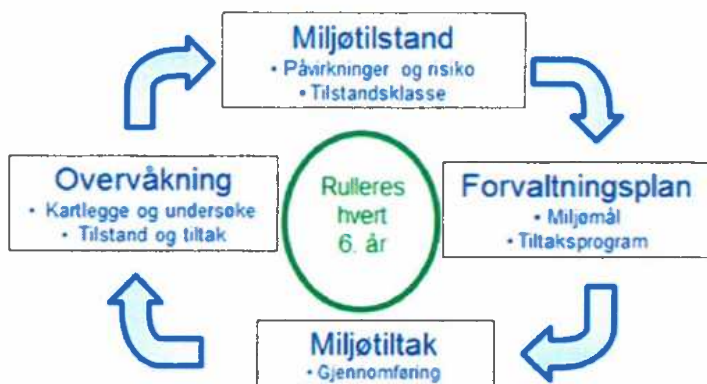 Miljøtilstand
• Påvirkninger og risiko
• Tilstandsklasse
Overvåkning
• Kartlegge og undersøke
• Tilstand og tiltak
Rulleres
hvert
6. år
Forvaltningsplan
• Miljømål
• Tiltaksprogram
Miljøtiltak
• Gjennomføring